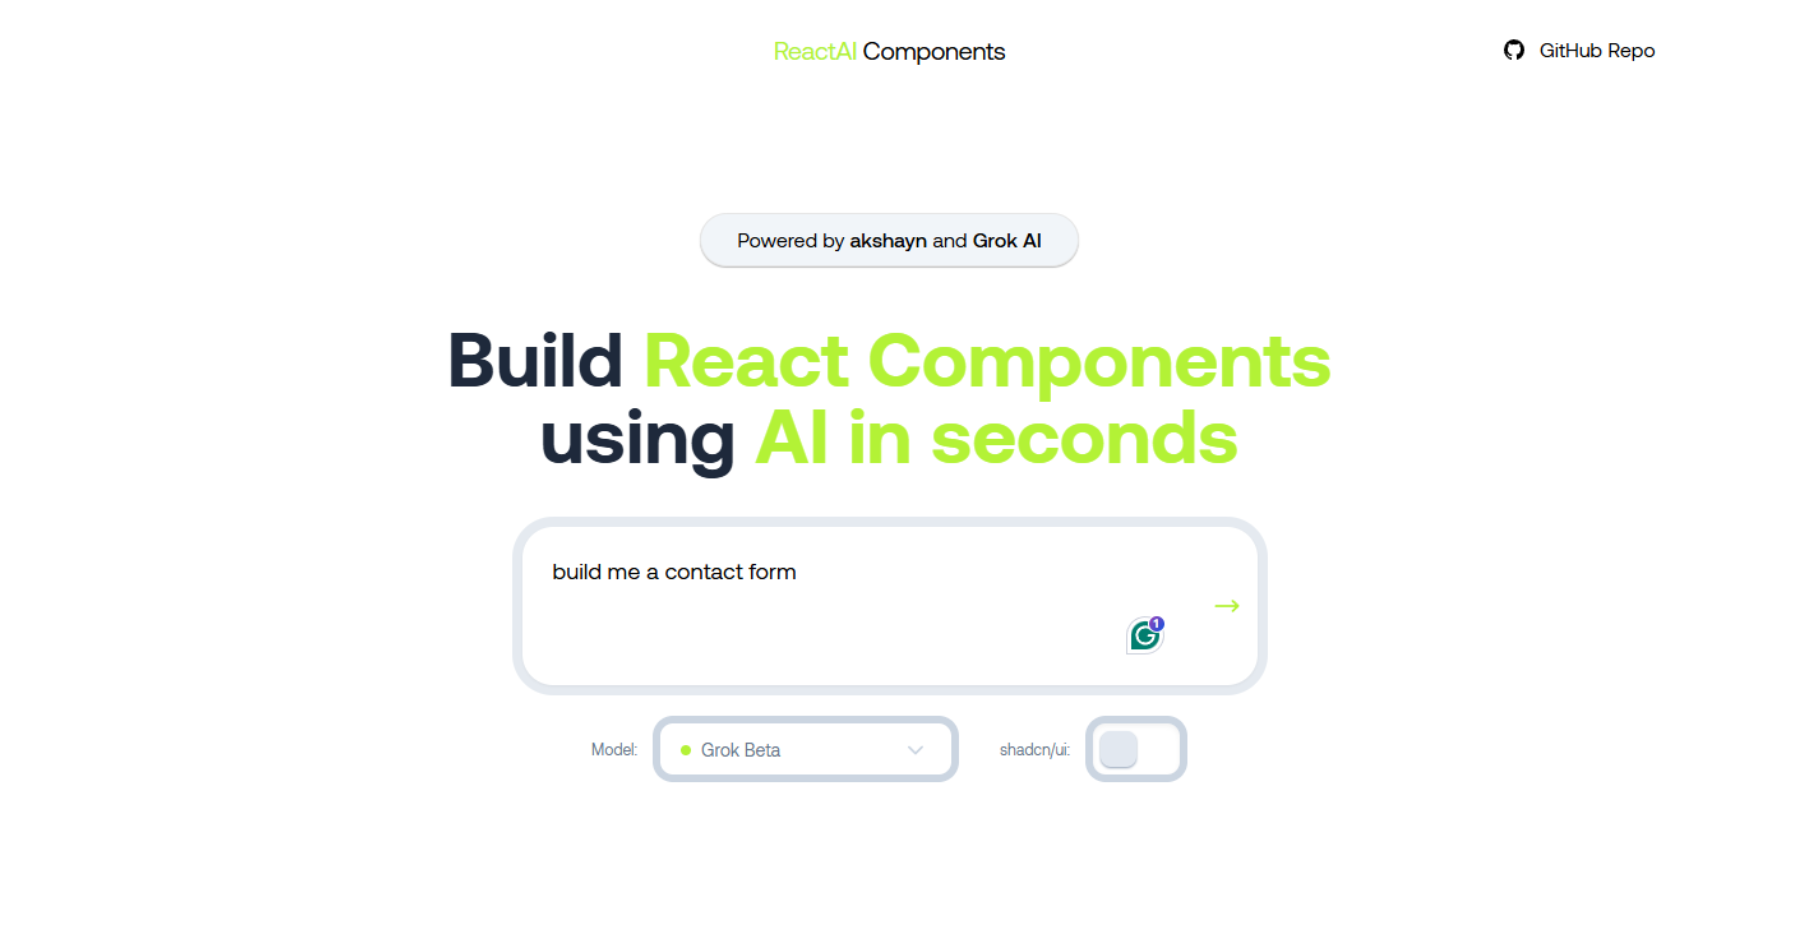 ReactAI Components
GitHub Repo
Powered by akshayn and Grok AI
Build React Components
using AI in seconds
build me a contact form
1
Model:
Grok Beta
shadcn/ui: